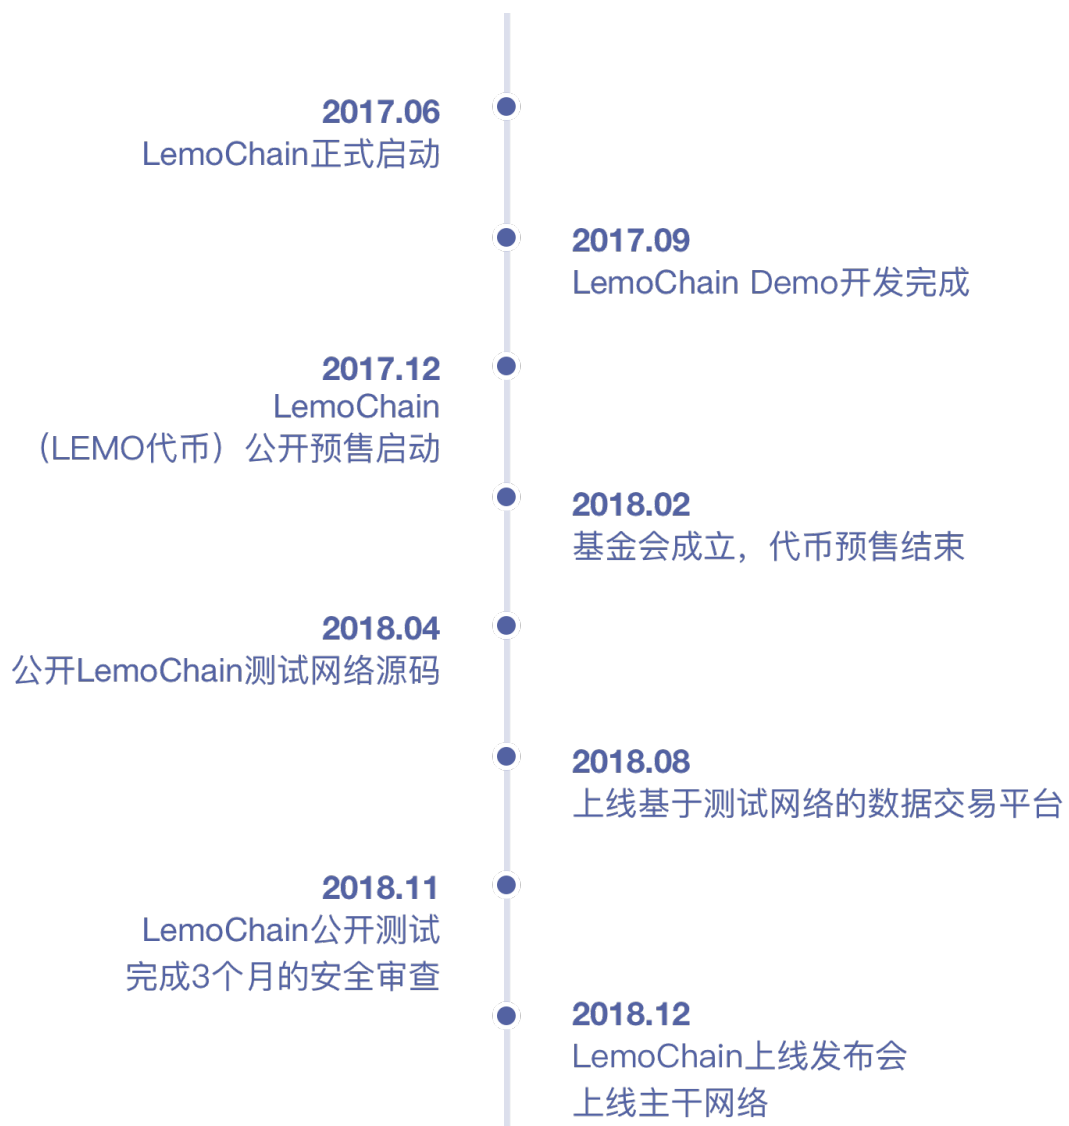 2017.06
LemoChain正式启动
2017.09
LemoChain Demo开发完成
2017.12
LemoChain
（LEMO代币）公开预售启动
2018.02
基金会成立，代币预售结束
2018.04
公开LemoChain测试网络源码
2018.08
上线基于测试网络的数据交易平台
2018.11
LemoChain公开测试
完成3个月的安全审查
2018.12
LemoChain上线发布会
上线主干网络